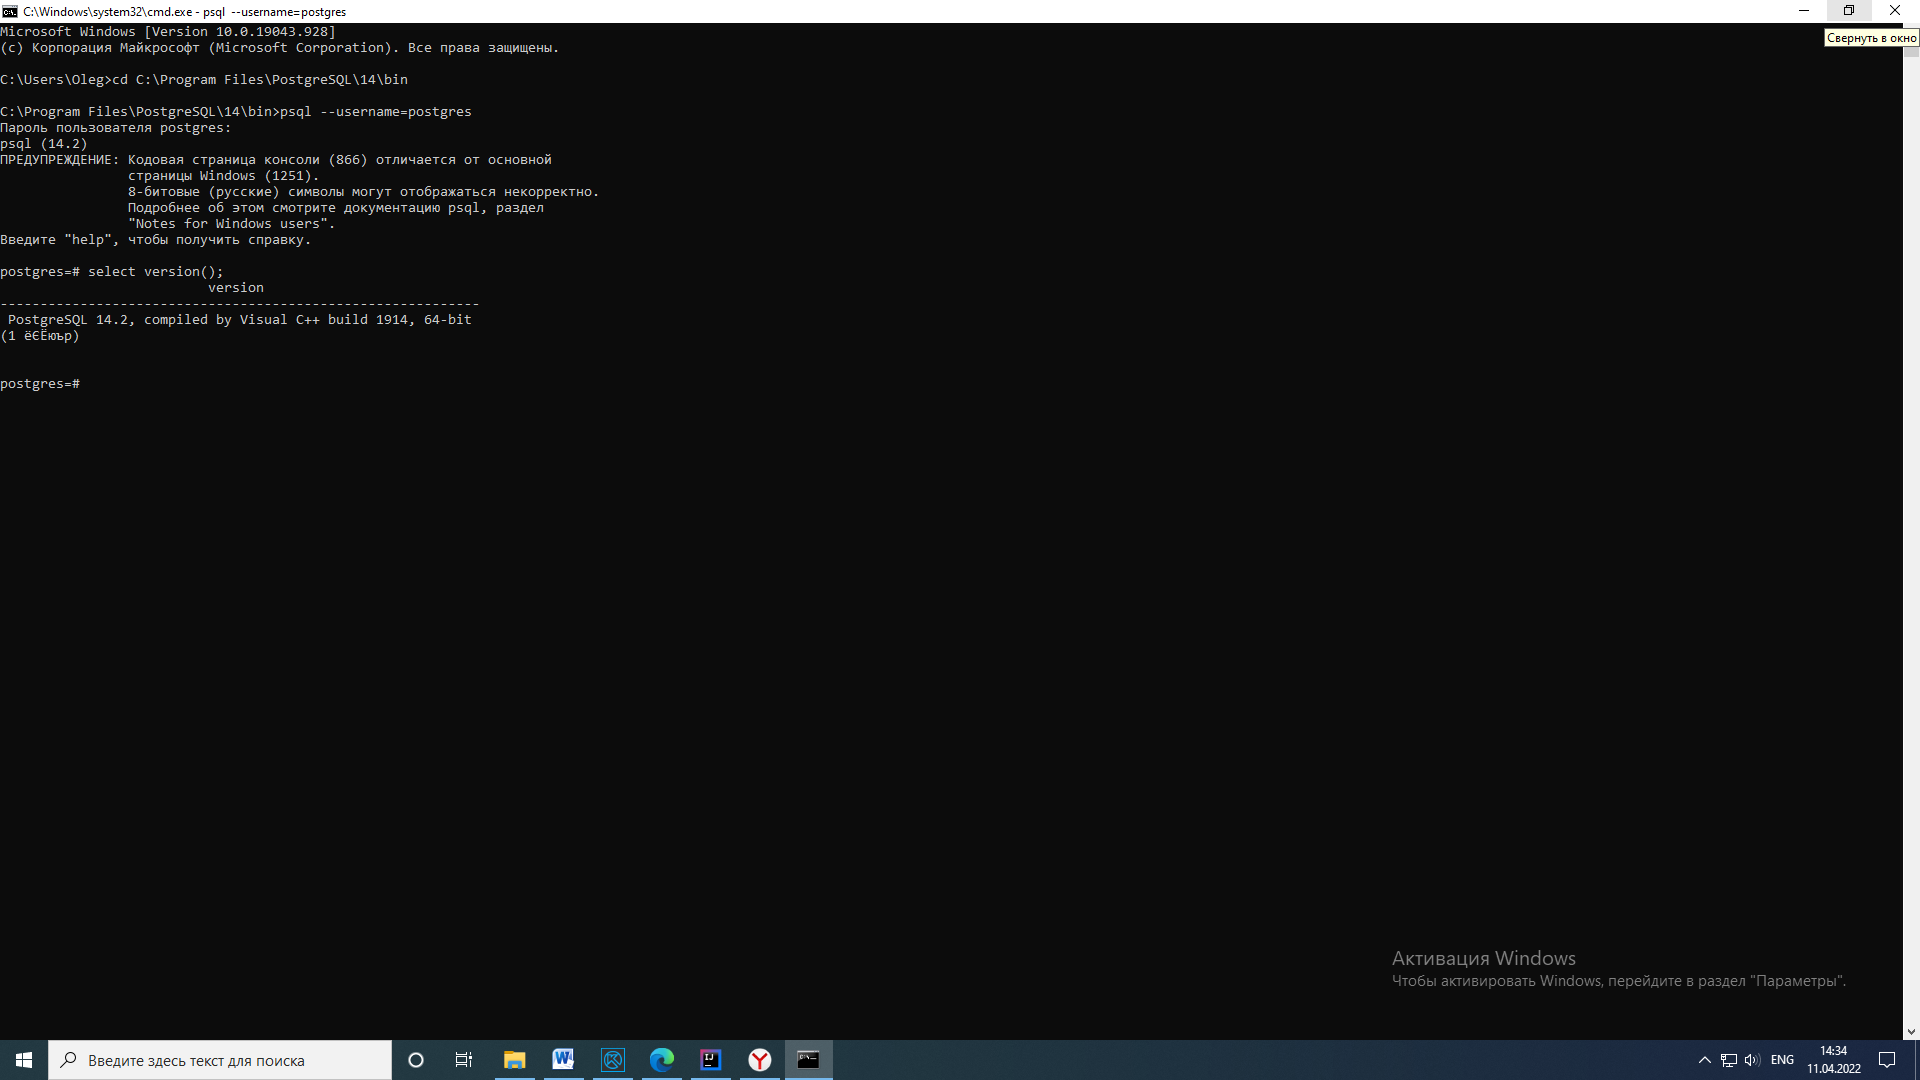 C:\Windows\system32\cmd.exe - psql  --username=postgres
Свернуть в окно
Microsoft Windows [Version 10.0.19043.928]
(c) Корпорация Майкрософт (Microsoft Corporation). Все права защищены.
C:\Users\Oleg>cd C:\Program Files\PostgreSQL\14\bin
C:\Program Files\PostgreSQL\14\bin>psql --username=postgres
Пароль пользователя postgres:
psql (14.2)
ПРЕДУПРЕЖДЕНИЕ: Кодовая страница консоли (866) отличается от основной
страницы Windows (1251).
8-битовые (русские) символы могут отображаться некорректно.
Подробнее об этом смотрите документацию psql, раздел
"Notes for Windows users".
Введите "help", чтобы получить справку.
postgres=# select version();
version
------------------------------------------------------------
PostgreSQL 14.2, compiled by Visual C++ build 1914, 64-bit
(1 ёЄЁюър)
postgres=#
Активация Windows
Чтобы активировать Windows, перейдите в раздел "Параметры".
Введите здесь текст для поиска
ENG
14:34
11.04.2022